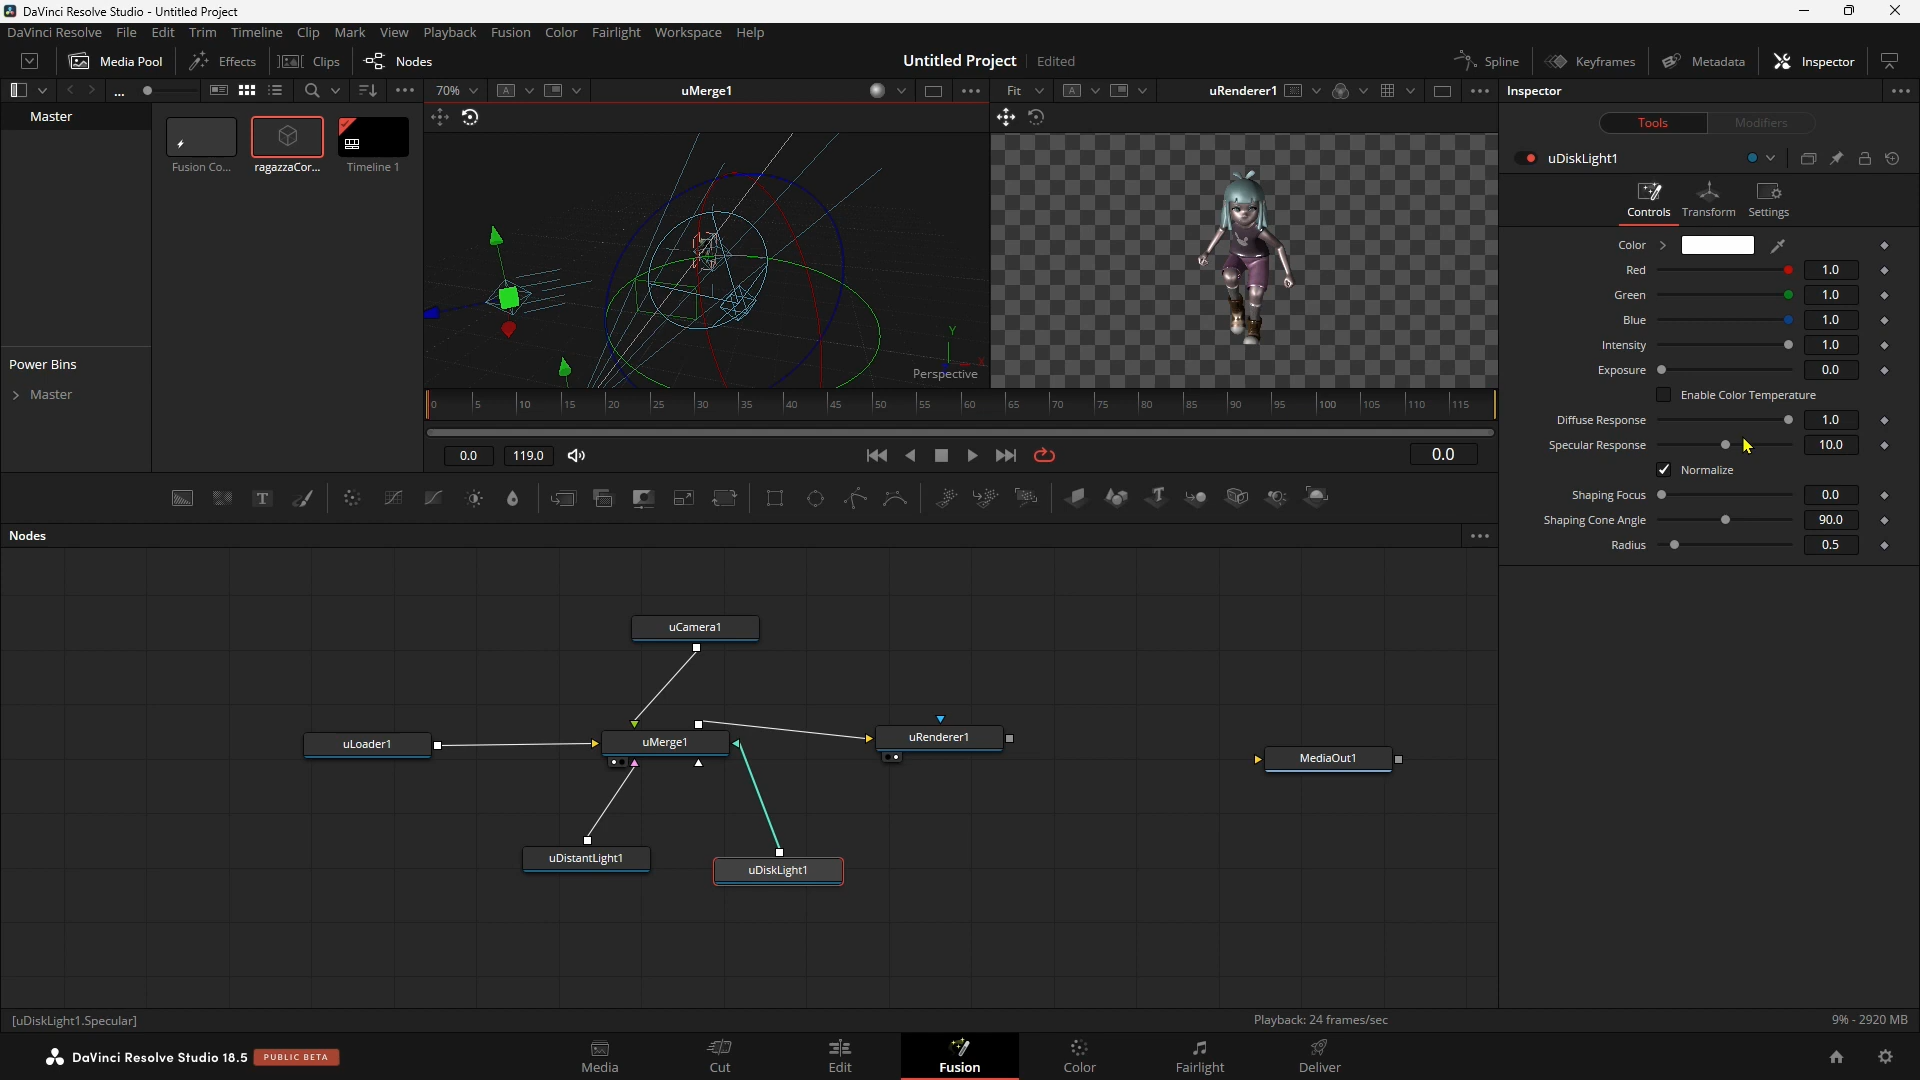 DaVinci Resolve Studio - Untitled Project
DaVinci Resolve File Edit Trim Timeline Clip Mark View Playback Fusion Color Fairlight Workspace Help
Media Pool Effects Clips Nodes Untitled Project Edited Spline Keyframes Metadata Inspector
... 70% A uMerge1 Fit A uRenderer1 Inspector
Master
Tools Modifiers
Fusion Co... ragazzaCor... Timeline 1
uDiskLight1
Controls Transform Settings
Color
Red 1.0
Green 1.0
Blue 1.0
Intensity 1.0
Exposure 0.0
Enable Color Temperature
Diffuse Response 1.0
Specular Response 10.0
Normalize
Shaping Focus 0.0
Shaping Cone Angle 90.0
Radius 0.5
Y
X
Perspective
Power Bins
Master
0 5 10 15 20 25 30 35 40 45 50 55 60 65 70 75 80 85 90 95 100 105 110 115
0.0 119.0 0.0
T
T
Nodes
uCamera1
uLoader1
uMerge1
uRenderer1
MediaOut1
uDistantLight1
uDiskLight1
[uDiskLight1.Specular] Playback: 24 frames/sec 9% - 2920 MB
DaVinci Resolve Studio 18.5 PUBLIC BETA
Media Cut Edit Fusion Color Fairlight Deliver